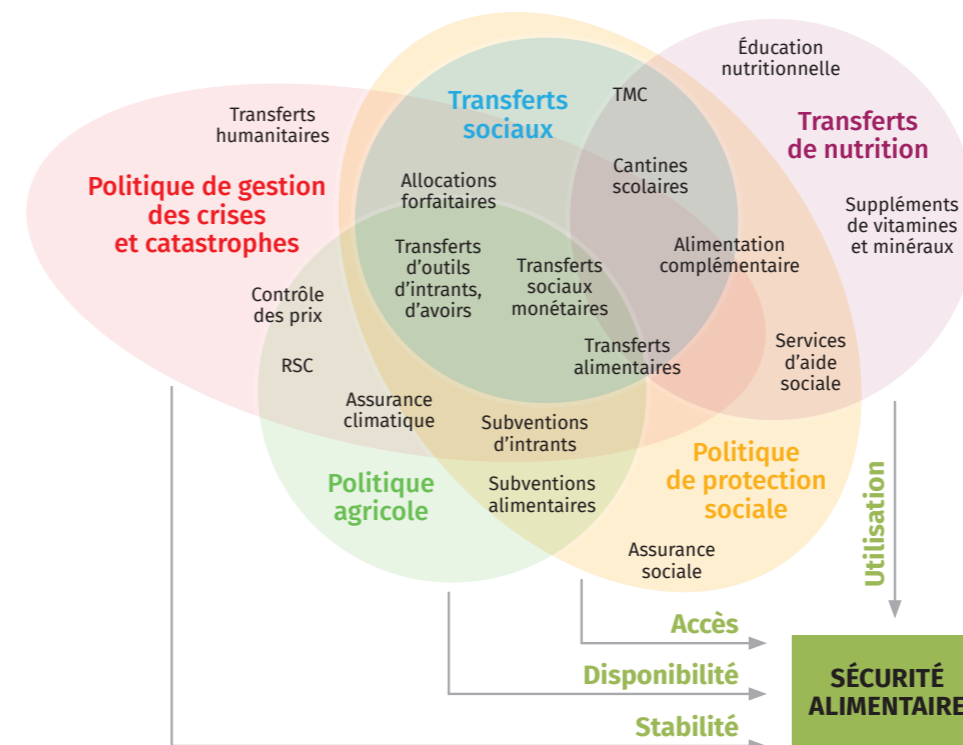 Éducation
nutritionnelle
TMC
Transferts
sociaux
Transferts
humanitaires
Transferts
de nutrition
Cantines
scolaires
Allocations
forfaitaires
Politique de gestion
des crises
et catastrophes
Suppléments
de vitamines
et minéraux
Transferts
d'outils
d'intrants,
d'avoirs
Transferts
sociaux
monétaires
Alimentation
complémentaire
Contrôle
des prix
RSC
Transferts
alimentaires
Services
d'aide
sociale
Assurance
climatique
Subventions
d'intrants
Politique
agricole
Subventions
alimentaires
Politique
de protection
sociale
Assurance
sociale
Utilisation
Accès
Disponibilité
Stabilité
SÉCURITÉ
ALIMENTAIRE